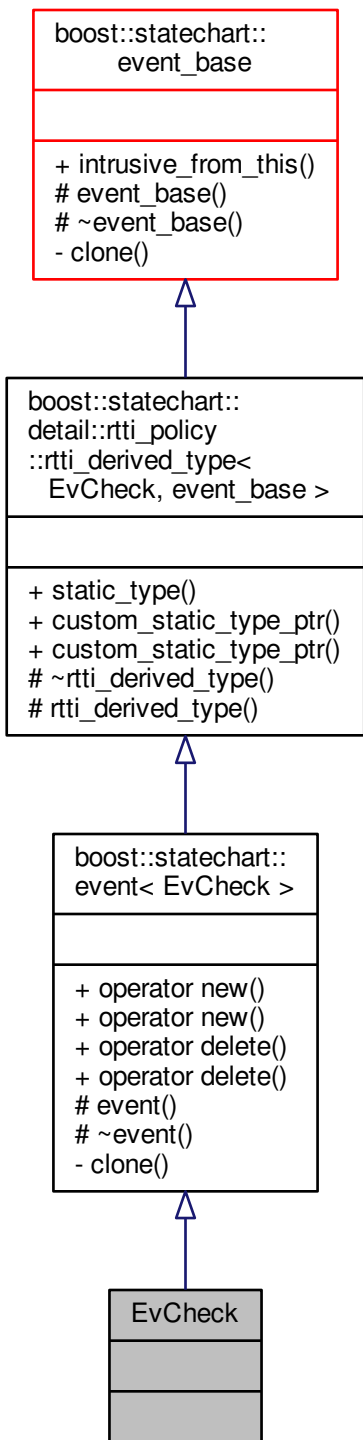 boost::statechart::
event_base
+ intrusive_from_this()
# event_base()
# ~event_base()
- clone()
boost::statechart::
detail::rtti_policy
::rtti_derived_type<
EvCheck, event_base >
+ static_type()
+ custom_static_type_ptr()
+ custom_static_type_ptr()
# ~rtti_derived_type()
# rtti_derived_type()
boost::statechart::
event< EvCheck >
+ operator new()
+ operator new()
+ operator delete()
+ operator delete()
# event()
# ~event()
- clone()
EvCheck